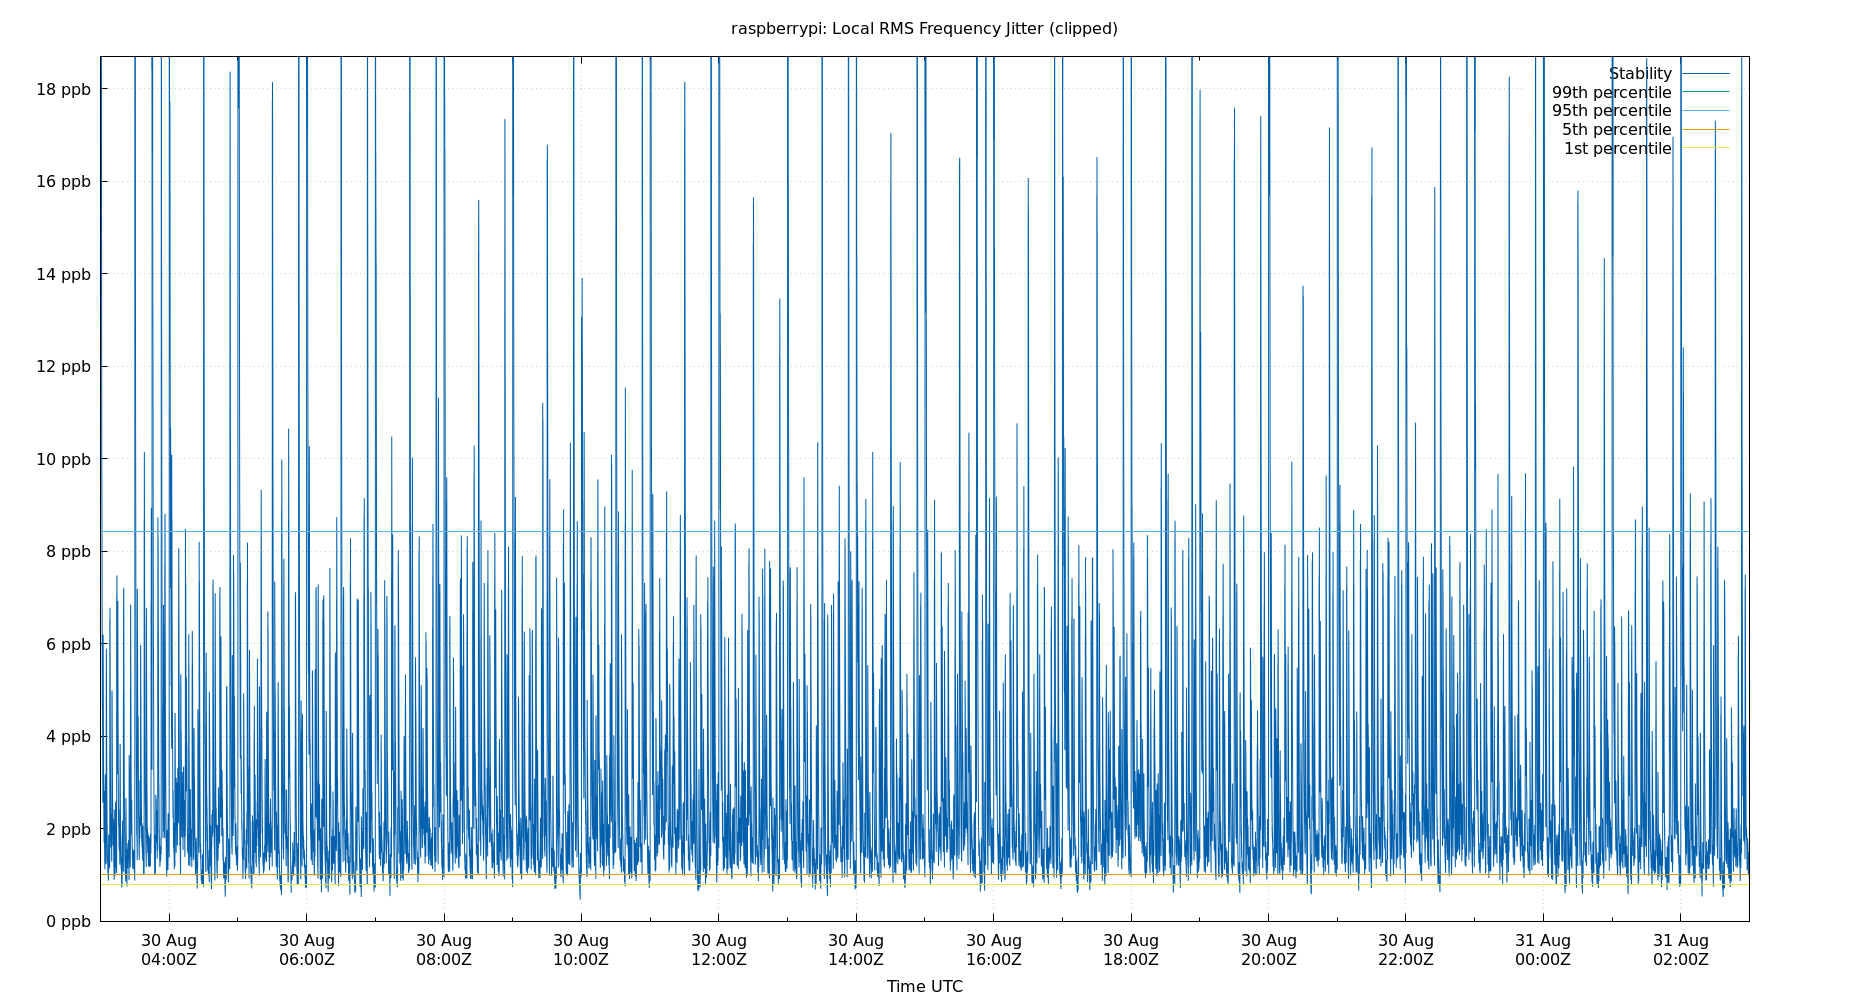 raspberrypi: Local RMS Frequency Jitter (clipped)
18 ppb
16 ppb
14 ppb
12 ppb
10 ppb
8 ppb
6 ppb
4 ppb
2 ppb
0 ppb
Stability
99th percentile
95th percentile
5th percentile
1st percentile
30 Aug 30 Aug 30 Aug 30 Aug 30 Aug 30 Aug 30 Aug 30 Aug 30 Aug 30 Aug 31 Aug 31 Aug
04:00Z 06:00Z 08:00Z 10:00Z 12:00Z 14:00Z 16:00Z 18:00Z 20:00Z 22:00Z 00:00Z 02:00Z
Time UTC